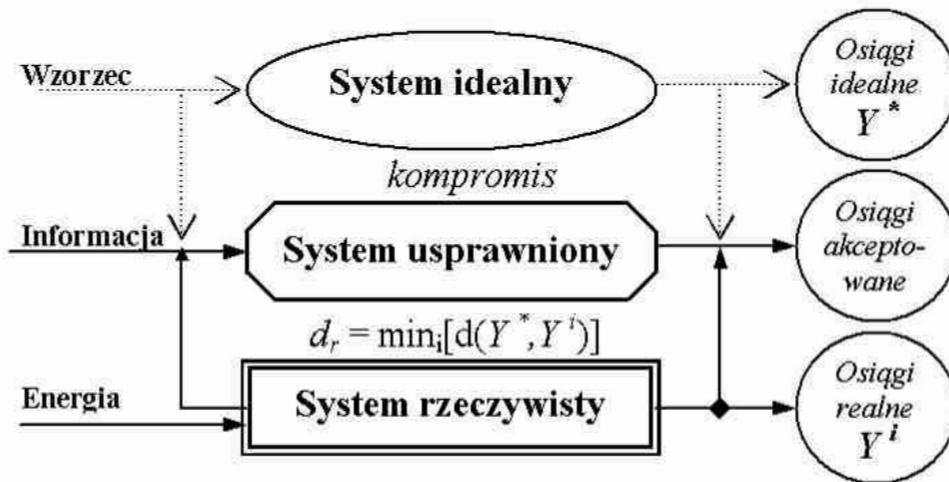 Wzorzec
System idealny
Osiągi
idealne
Y*
kompromis
Informacja
System usprawniony
Osiągi
akcepto-
wane
d_r = min_i[d(Y*,Y^i)]
Energia
System rzeczywisty
Osiągi
realne
Y^i